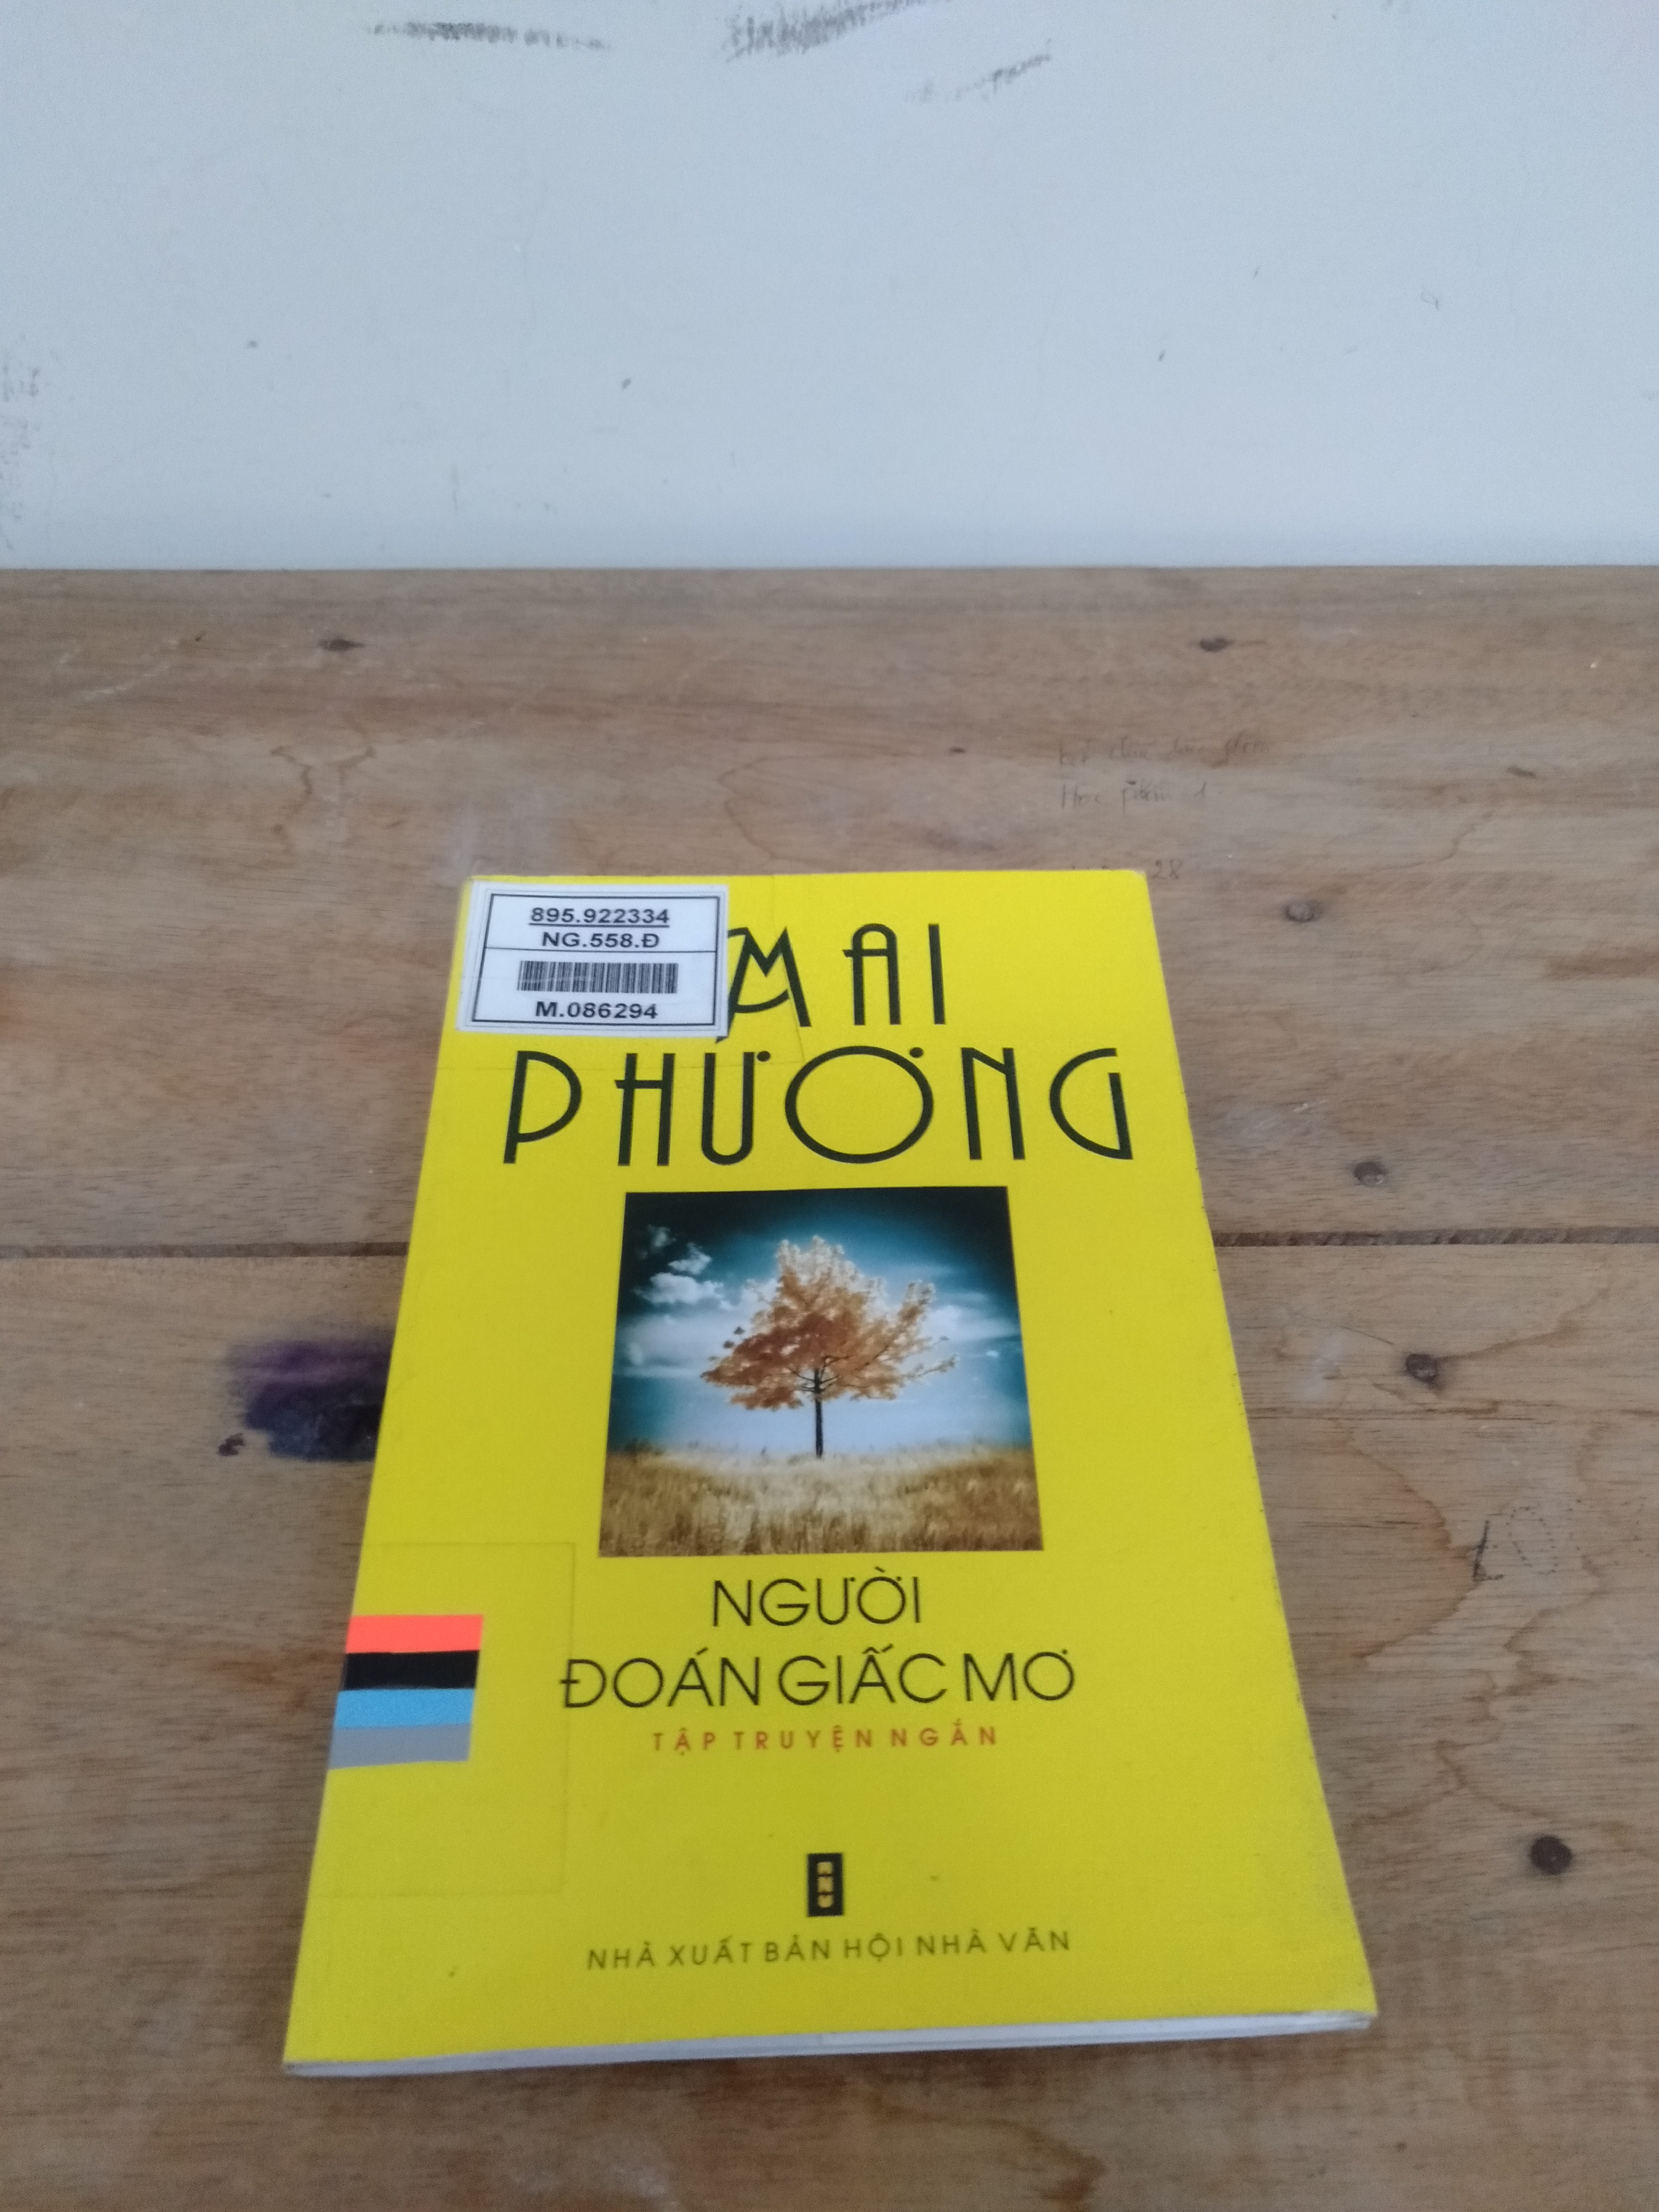 895.922334
NG.558.Đ
M.086294
MAI
PHƯƠNG
NGƯỜI
ĐOÁN GIẤC MƠ
TẬP TRUYỆN NGẮN
NHÀ XUẤT BẢN HỘI NHÀ VĂN
28